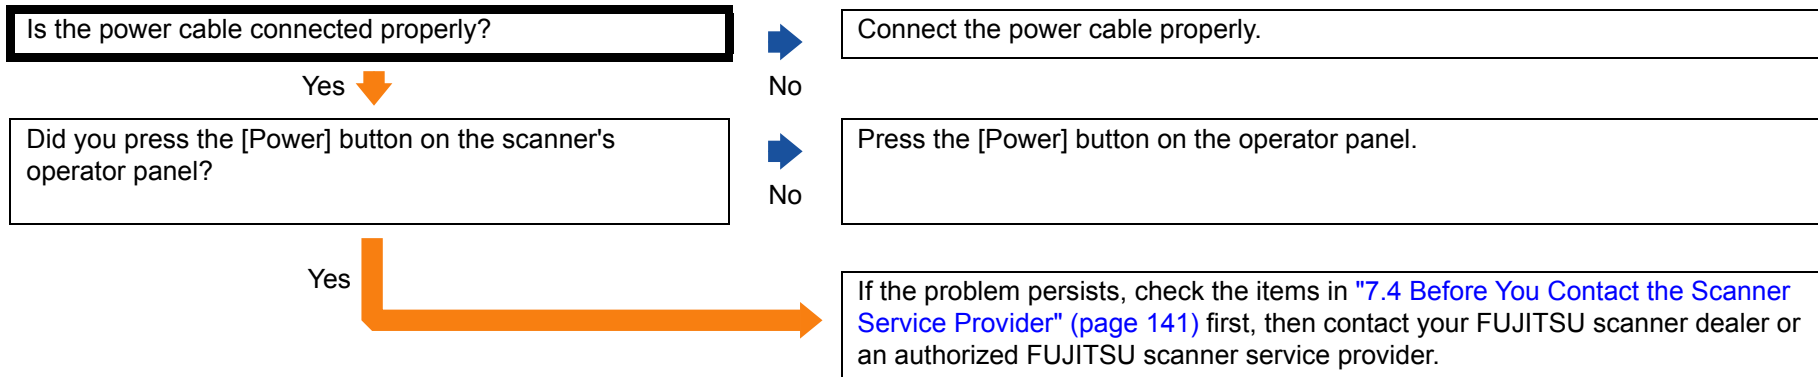 Is the power cable connected properly?
Connect the power cable properly.
Yes
No
Did you press the [Power] button on the scanner's
operator panel?
Press the [Power] button on the operator panel.
No
Yes
If the problem persists, check the items in "7.4 Before You Contact the Scanner
Service Provider" (page 141) first, then contact your FUJITSU scanner dealer or
an authorized FUJITSU scanner service provider.